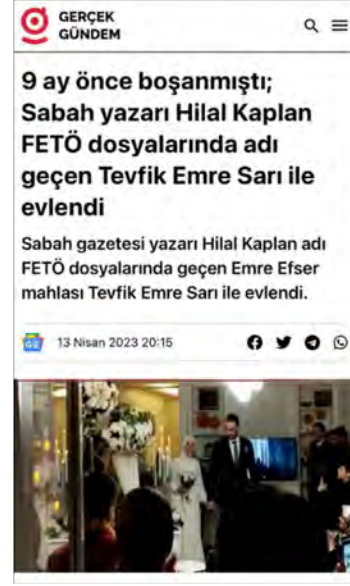 GERÇEK
GÜNDEM
9 ay önce boşanmıştı;
Sabah yazarı Hilal Kaplan
FETÖ dosyalarında adı
geçen Tevfik Emre Sarı ile
evlendi
Sabah gazetesi yazarı Hilal Kaplan adı
FETÖ dosyalarında geçen Emre Efser
mahlası Tevfik Emre Sarı ile evlendi.
GE 13 Nisan 2023 20:15